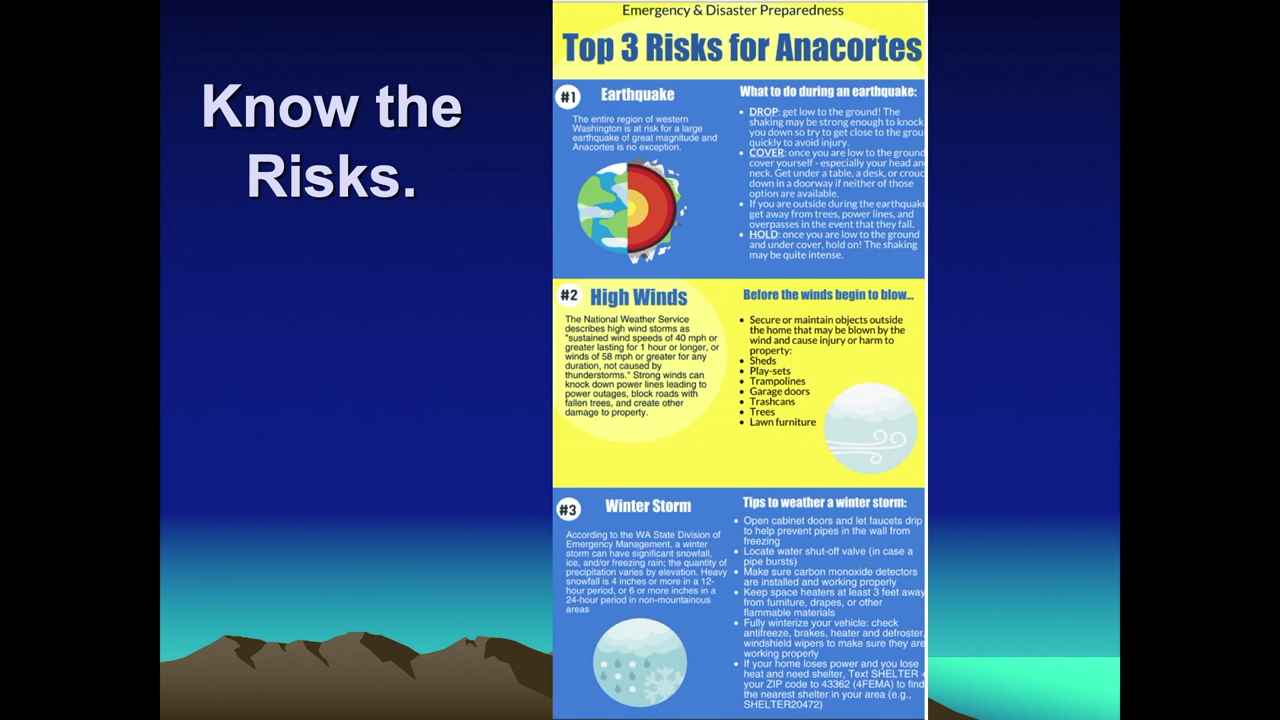 Know the
Risks.
Emergency & Disaster Preparedness
Top 3 Risks for Anacortes
#1
Earthquake
The entire region of western
Washington is at risk for a large
earthquake of great magnitude and
Anacortes is no exception.
What to do during an earthquake:
• DROP: get low to the ground! The
shaking may be strong enough to knock
you down so try to get close to the grou
quickly to avoid injury.
• COVER: once you are low to the ground
cover yourself - especially your head an
neck. Get under a table, a desk, or crouc
down in a doorway if neither of those
option are available.
• If you are outside during the earthquake
get away from trees, power lines, and
overpasses in the event that they fall.
• HOLD: once you are low to the ground
and under cover, hold on! The shaking
may be quite intense.
#2
High Winds
The National Weather Service
describes high wind storms as
"sustained wind speeds of 40 mph or
greater lasting for 1 hour or longer, or
winds of 58 mph or greater for any
duration, not caused by
thunderstorms." Strong winds can
knock down power lines leading to
power outages, block roads with
fallen trees, and create other
damage to property.
Before the winds begin to blow...
• Secure or maintain objects outside
the home that may be blown by the
wind and cause injury or harm to
property:
• Sheds
• Play-sets
• Trampolines
• Garage doors
• Trashcans
• Trees
• Lawn furniture
#3
Winter Storm
According to the WA State Division of
Emergency Management, a winter
storm can have significant snowfall,
ice, and/or freezing rain; the quantity of
precipitation varies by elevation. Heavy
snowfall is 4 inches or more in a 12-
hour period, or 6 or more inches in a
24-hour period in non-mountainous
areas
Tips to weather a winter storm:
• Open cabinet doors and let faucets drip
to help prevent pipes in the wall from
freezing
• Locate water shut-off valve (in case a
pipe bursts)
• Make sure carbon monoxide detectors
are installed and working properly
• Keep space heaters at least 3 feet away
from furniture, drapes, or other
flammable materials
• Fully winterize your vehicle: check
antifreeze, brakes, heater and defroster,
windshield wipers to make sure they are
working properly
• If your home loses power and you lose
heat and need shelter, Text SHELTER +
your ZIP code to 43362 (4FEMA) to find
the nearest shelter in your area (e.g.,
SHELTER20472)